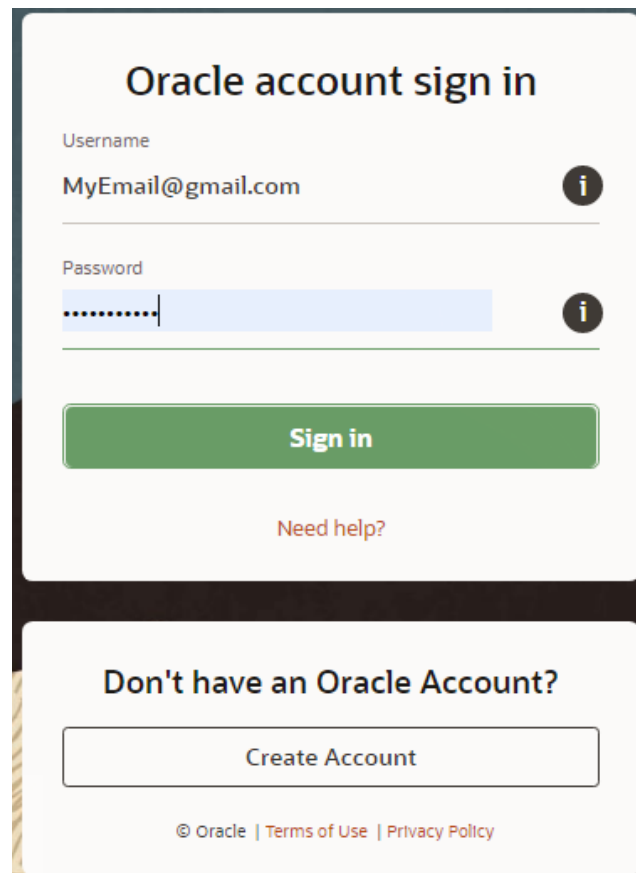 Oracle account sign in
Username
MyEmail@gmail.com
i
Password
•••••••••••
i
Sign in
Need help?
Don't have an Oracle Account?
Create Account
© Oracle | Terms of Use | Privacy Policy